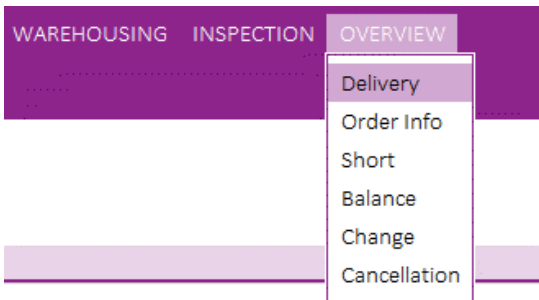 WAREHOUSING INSPECTION OVERVIEW
Delivery
Order Info
Short
Balance
Change
Cancellation